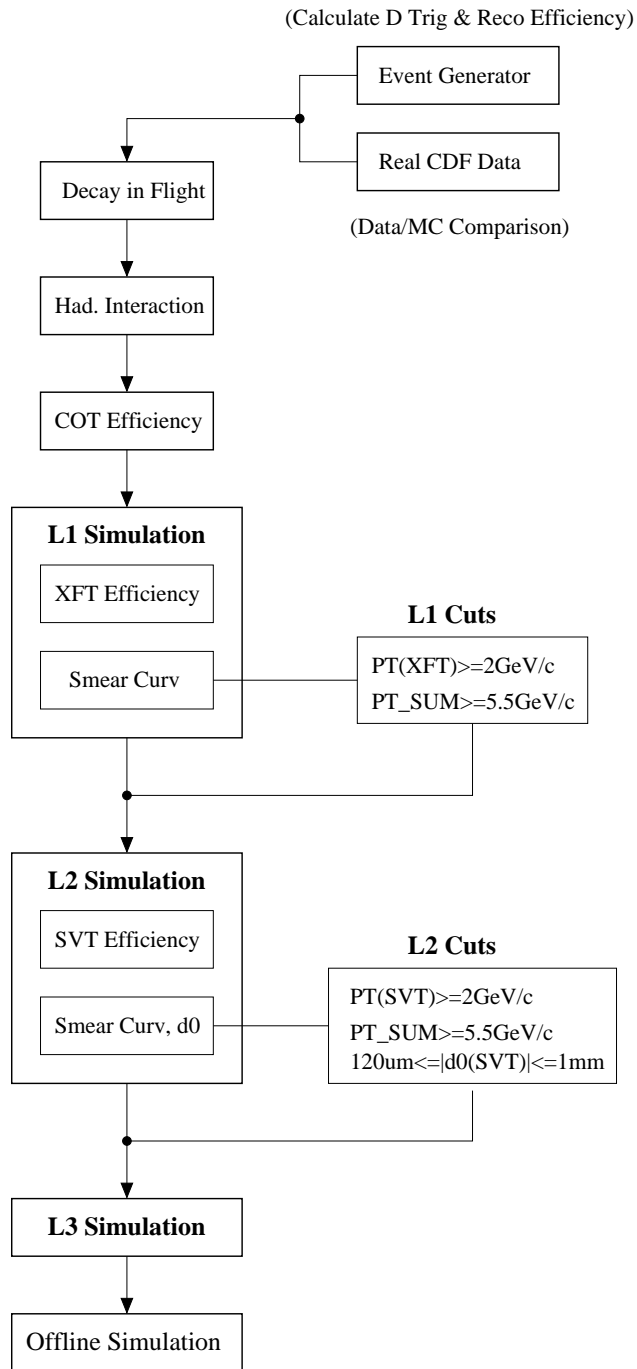 (Calculate D Trig & Reco Efficiency)
Event Generator
Real CDF Data
(Data/MC Comparison)
Decay in Flight
Had. Interaction
COT Efficiency
L1 Simulation
XFT Efficiency
Smear Curv
L1 Cuts
PT(XFT)>=2GeV/c
PT_SUM>=5.5GeV/c
L2 Simulation
SVT Efficiency
Smear Curv, d0
L2 Cuts
PT(SVT)>=2GeV/c
PT_SUM>=5.5GeV/c
120um<=|d0(SVT)|<=1mm
L3 Simulation
Offline Simulation